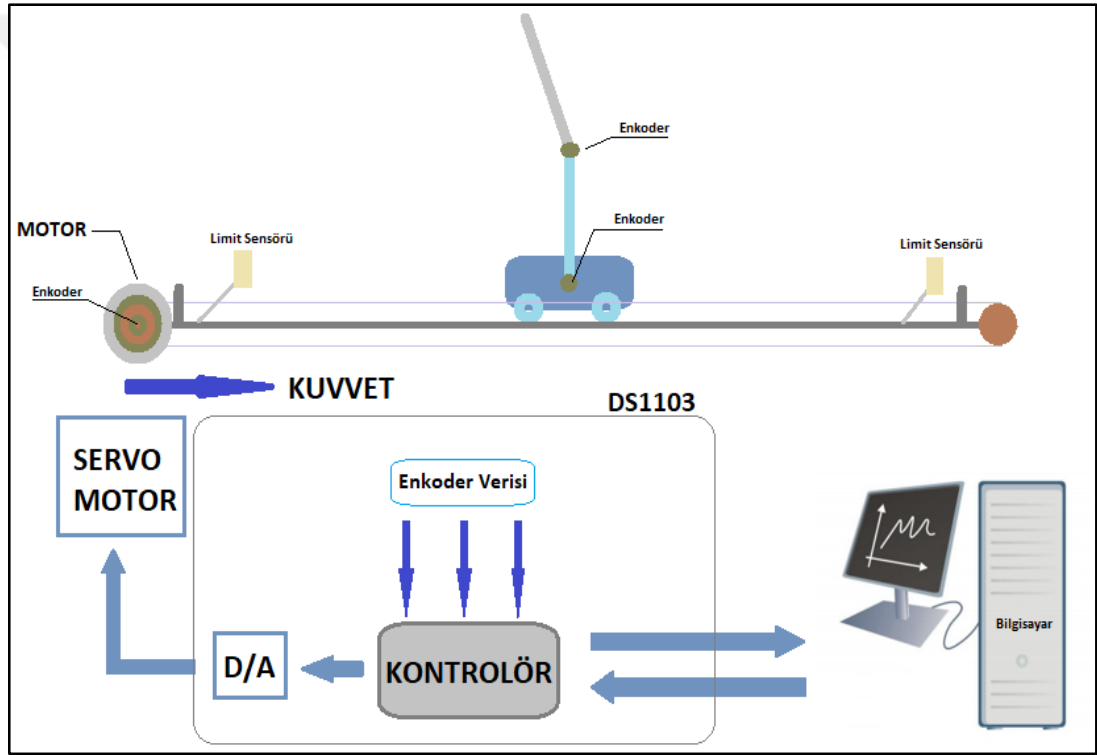 Enkoder
Enkoder
MOTOR
Limit Sensörü
Limit Sensörü
Enkoder
KUVVET
DS1103
SERVO
MOTOR
Enkoder Verisi
D/A
KONTROLÖR
Bilgisayar